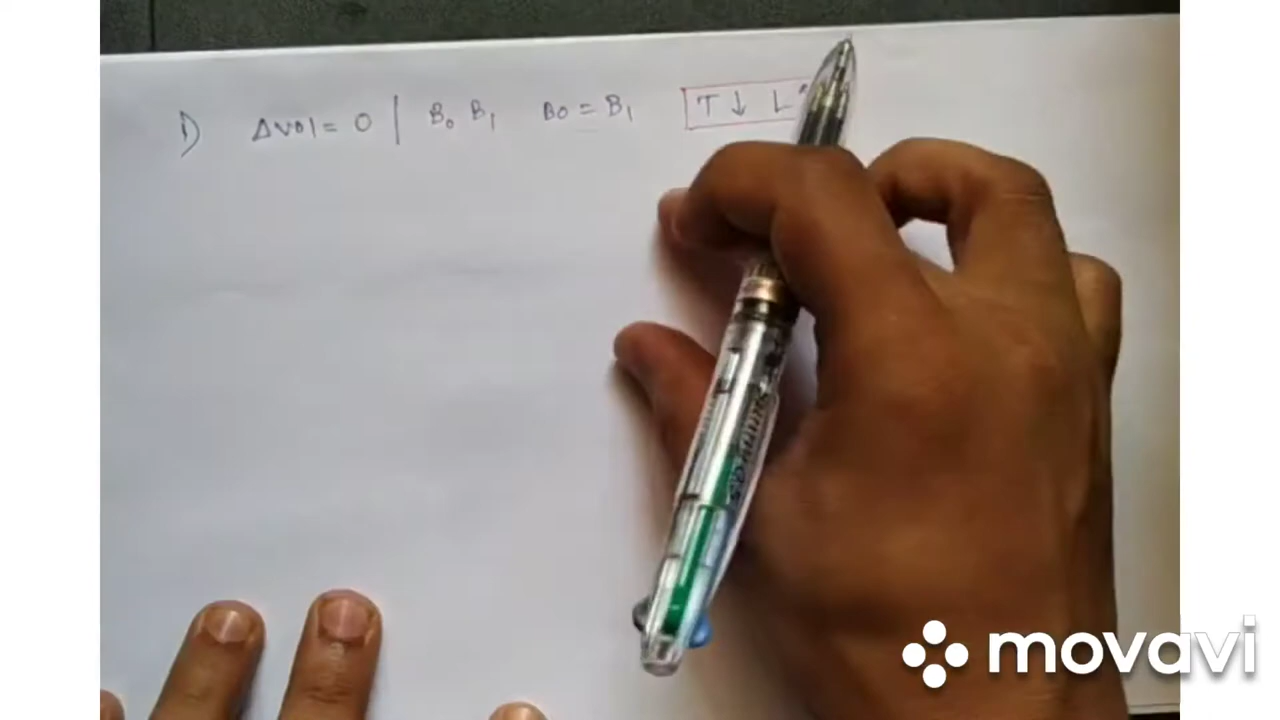 1) Δvol = 0 | B₀ B₁ B0 = B₁ T ↓ L
movavi